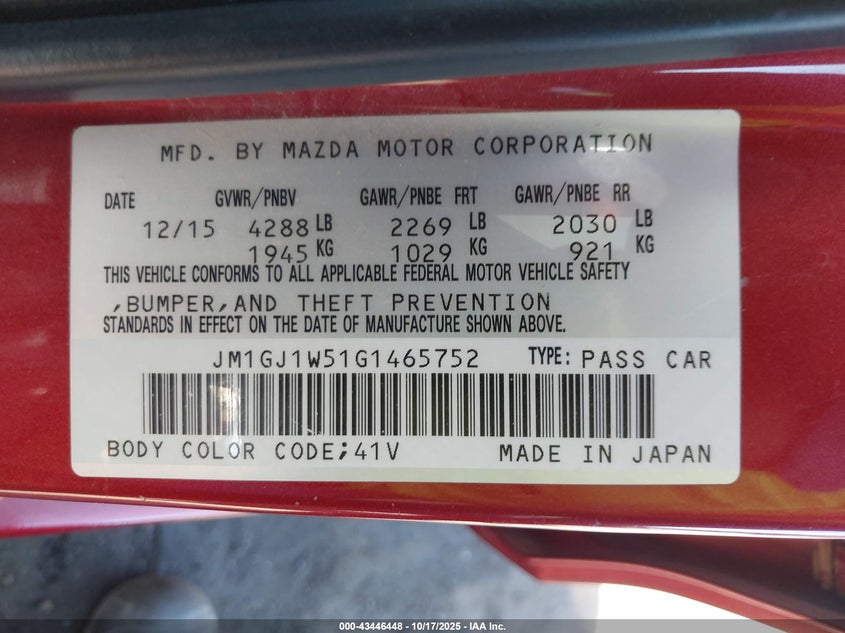 MFD. BY MAZDA MOTOR CORPORATION
DATE GVWR/PNBV GAWR/PNBE FRT GAWR/PNBE RR
12/15 4288 LB 2269 LB 2030 LB
1945 KG 1029 KG 921 KG
THIS VEHICLE CONFORMS TO ALL APPLICABLE FEDERAL MOTOR VEHICLE SAFETY
,BUMPER,AND THEFT PREVENTION
STANDARDS IN EFFECT ON THE DATE OF MANUFACTURE SHOWN ABOVE.
JM1GJ1W51G1465752 TYPE: PASS CAR
BODY COLOR CODE;41V MADE IN JAPAN
000-43446448 - 10/17/2025 - IAA Inc.